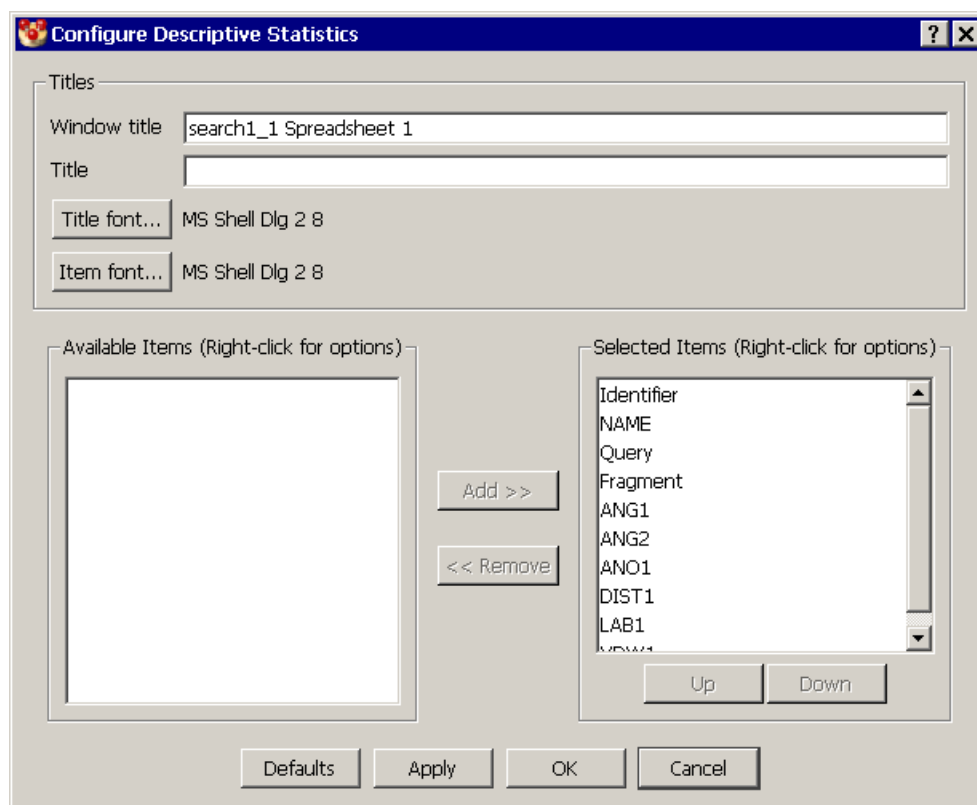 Configure Descriptive Statistics
Titles
Window title search1_1 Spreadsheet 1
Title
Title font... MS Shell Dlg 2 8
Item font... MS Shell Dlg 2 8
Available Items (Right-click for options)
Add >>
<< Remove
Selected Items (Right-click for options)
Identifier
NAME
Query
Fragment
ANG1
ANG2
ANO1
DIST1
LAB1
Up Down
Defaults Apply OK Cancel